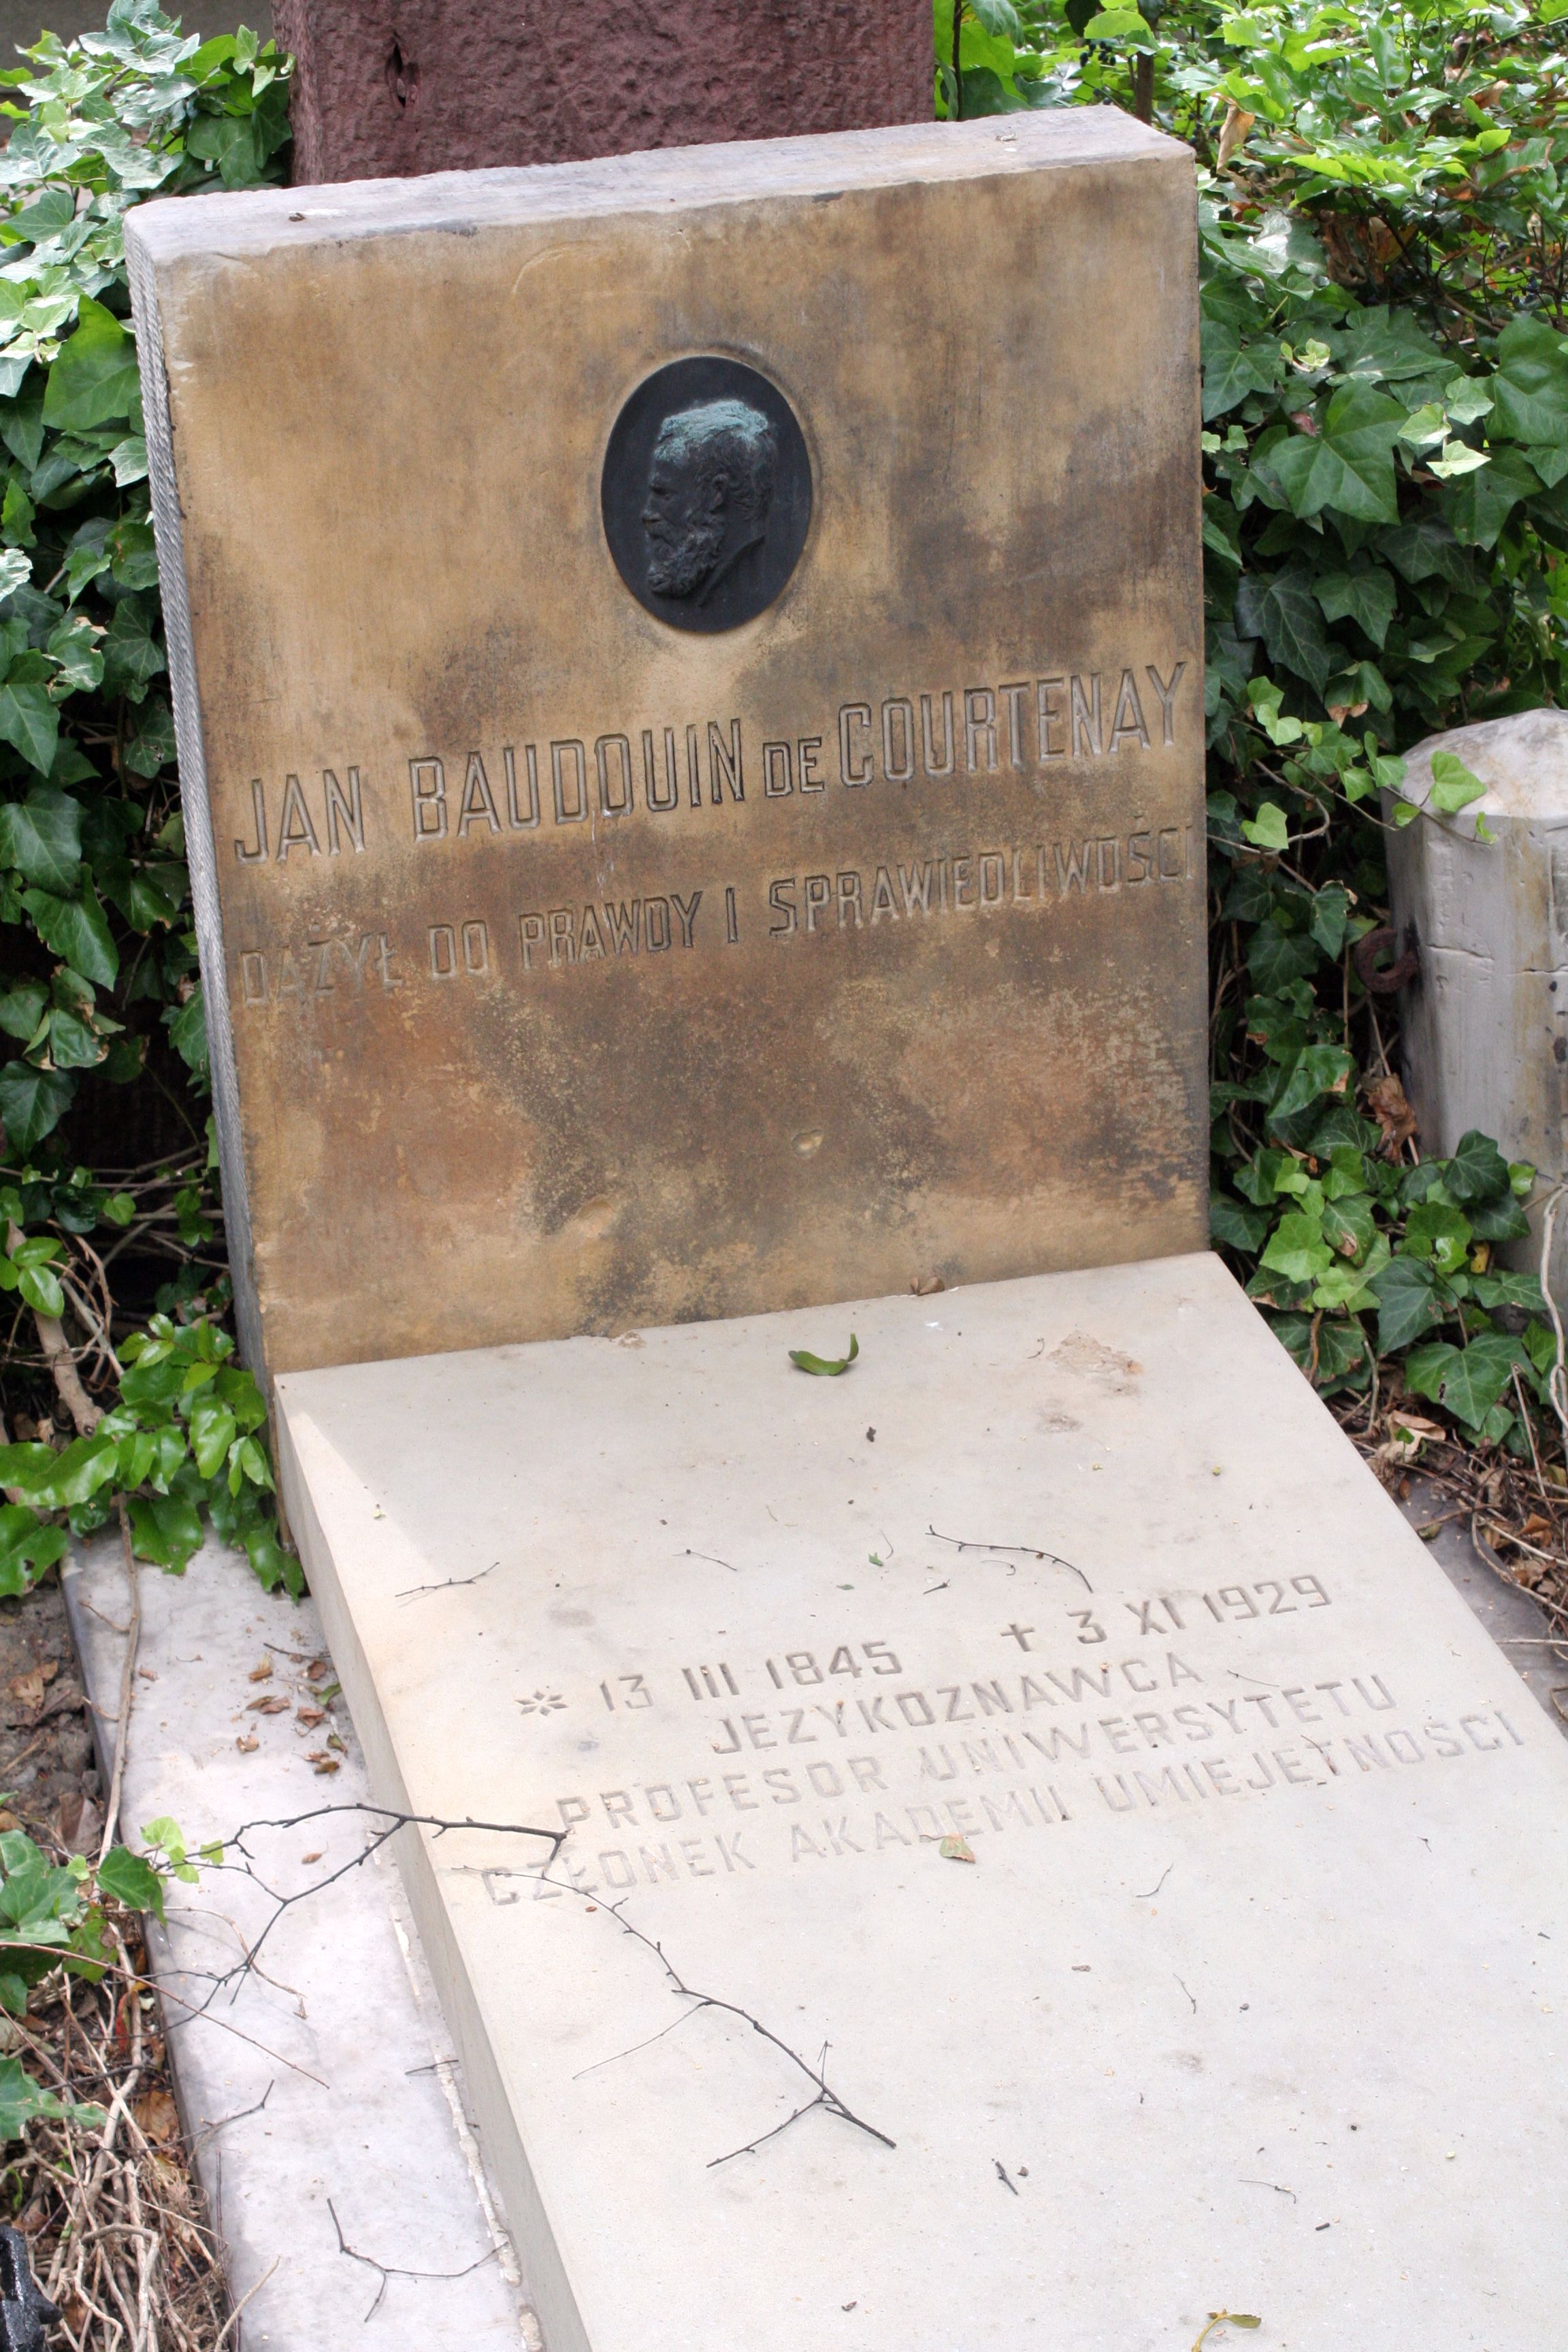 JAN BAUDOUIN DE COURTENAY
DĄŻYŁ DO PRAWDY I SPRAWIEDLIWOŚCI
* 13 III 1845 † 3 XI 1929
JĘZYKOZNAWCA
PROFESOR UNIWERSYTETU
CZŁONEK AKADEMII UMIEJĘTNOŚCI